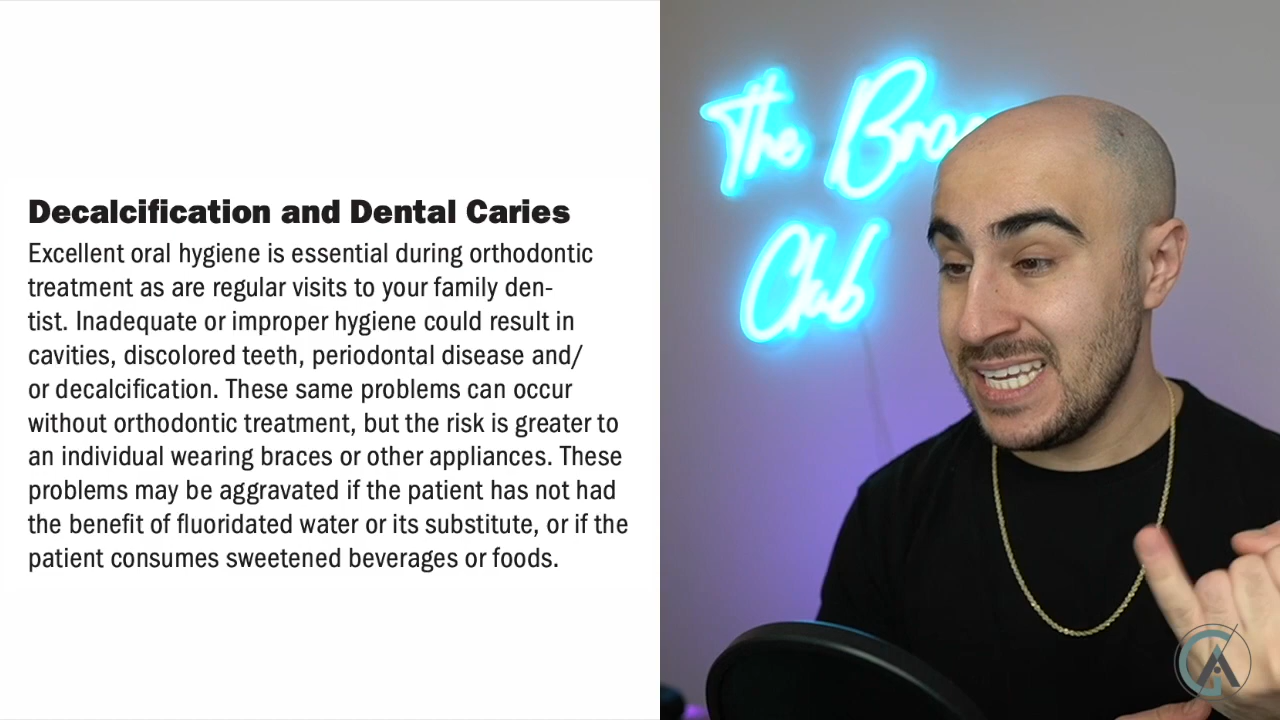 Decalcification and Dental Caries
Excellent oral hygiene is essential during orthodontic
treatment as are regular visits to your family den-
tist. Inadequate or improper hygiene could result in
cavities, discolored teeth, periodontal disease and/
or decalcification. These same problems can occur
without orthodontic treatment, but the risk is greater to
an individual wearing braces or other appliances. These
problems may be aggravated if the patient has not had
the benefit of fluoridated water or its substitute, or if the
patient consumes sweetened beverages or foods.
The Brac
Club